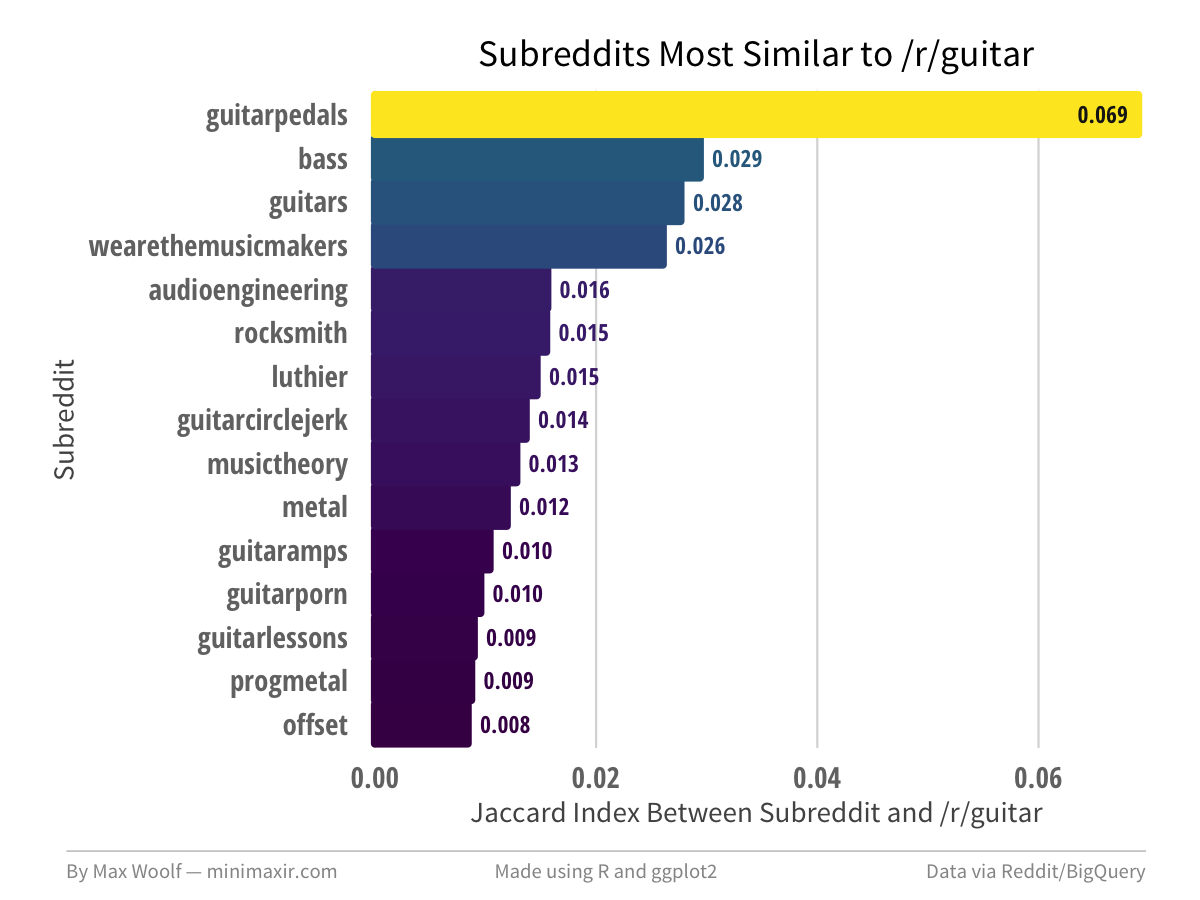 Subreddits Most Similar to /r/guitar
guitarpedals 0.069
bass 0.029
guitars 0.028
wearethemusicmakers 0.026
audioengineering 0.016
rocksmith 0.015
luthier 0.015
guitarcirclejerk 0.014
musictheory 0.013
metal 0.012
guitaramps 0.010
guitarporn 0.010
guitarlessons 0.009
progmetal 0.009
offset 0.008
Subreddit
0.00 0.02 0.04 0.06
Jaccard Index Between Subreddit and /r/guitar
By Max Woolf — minimaxir.com Made using R and ggplot2 Data via Reddit/BigQuery